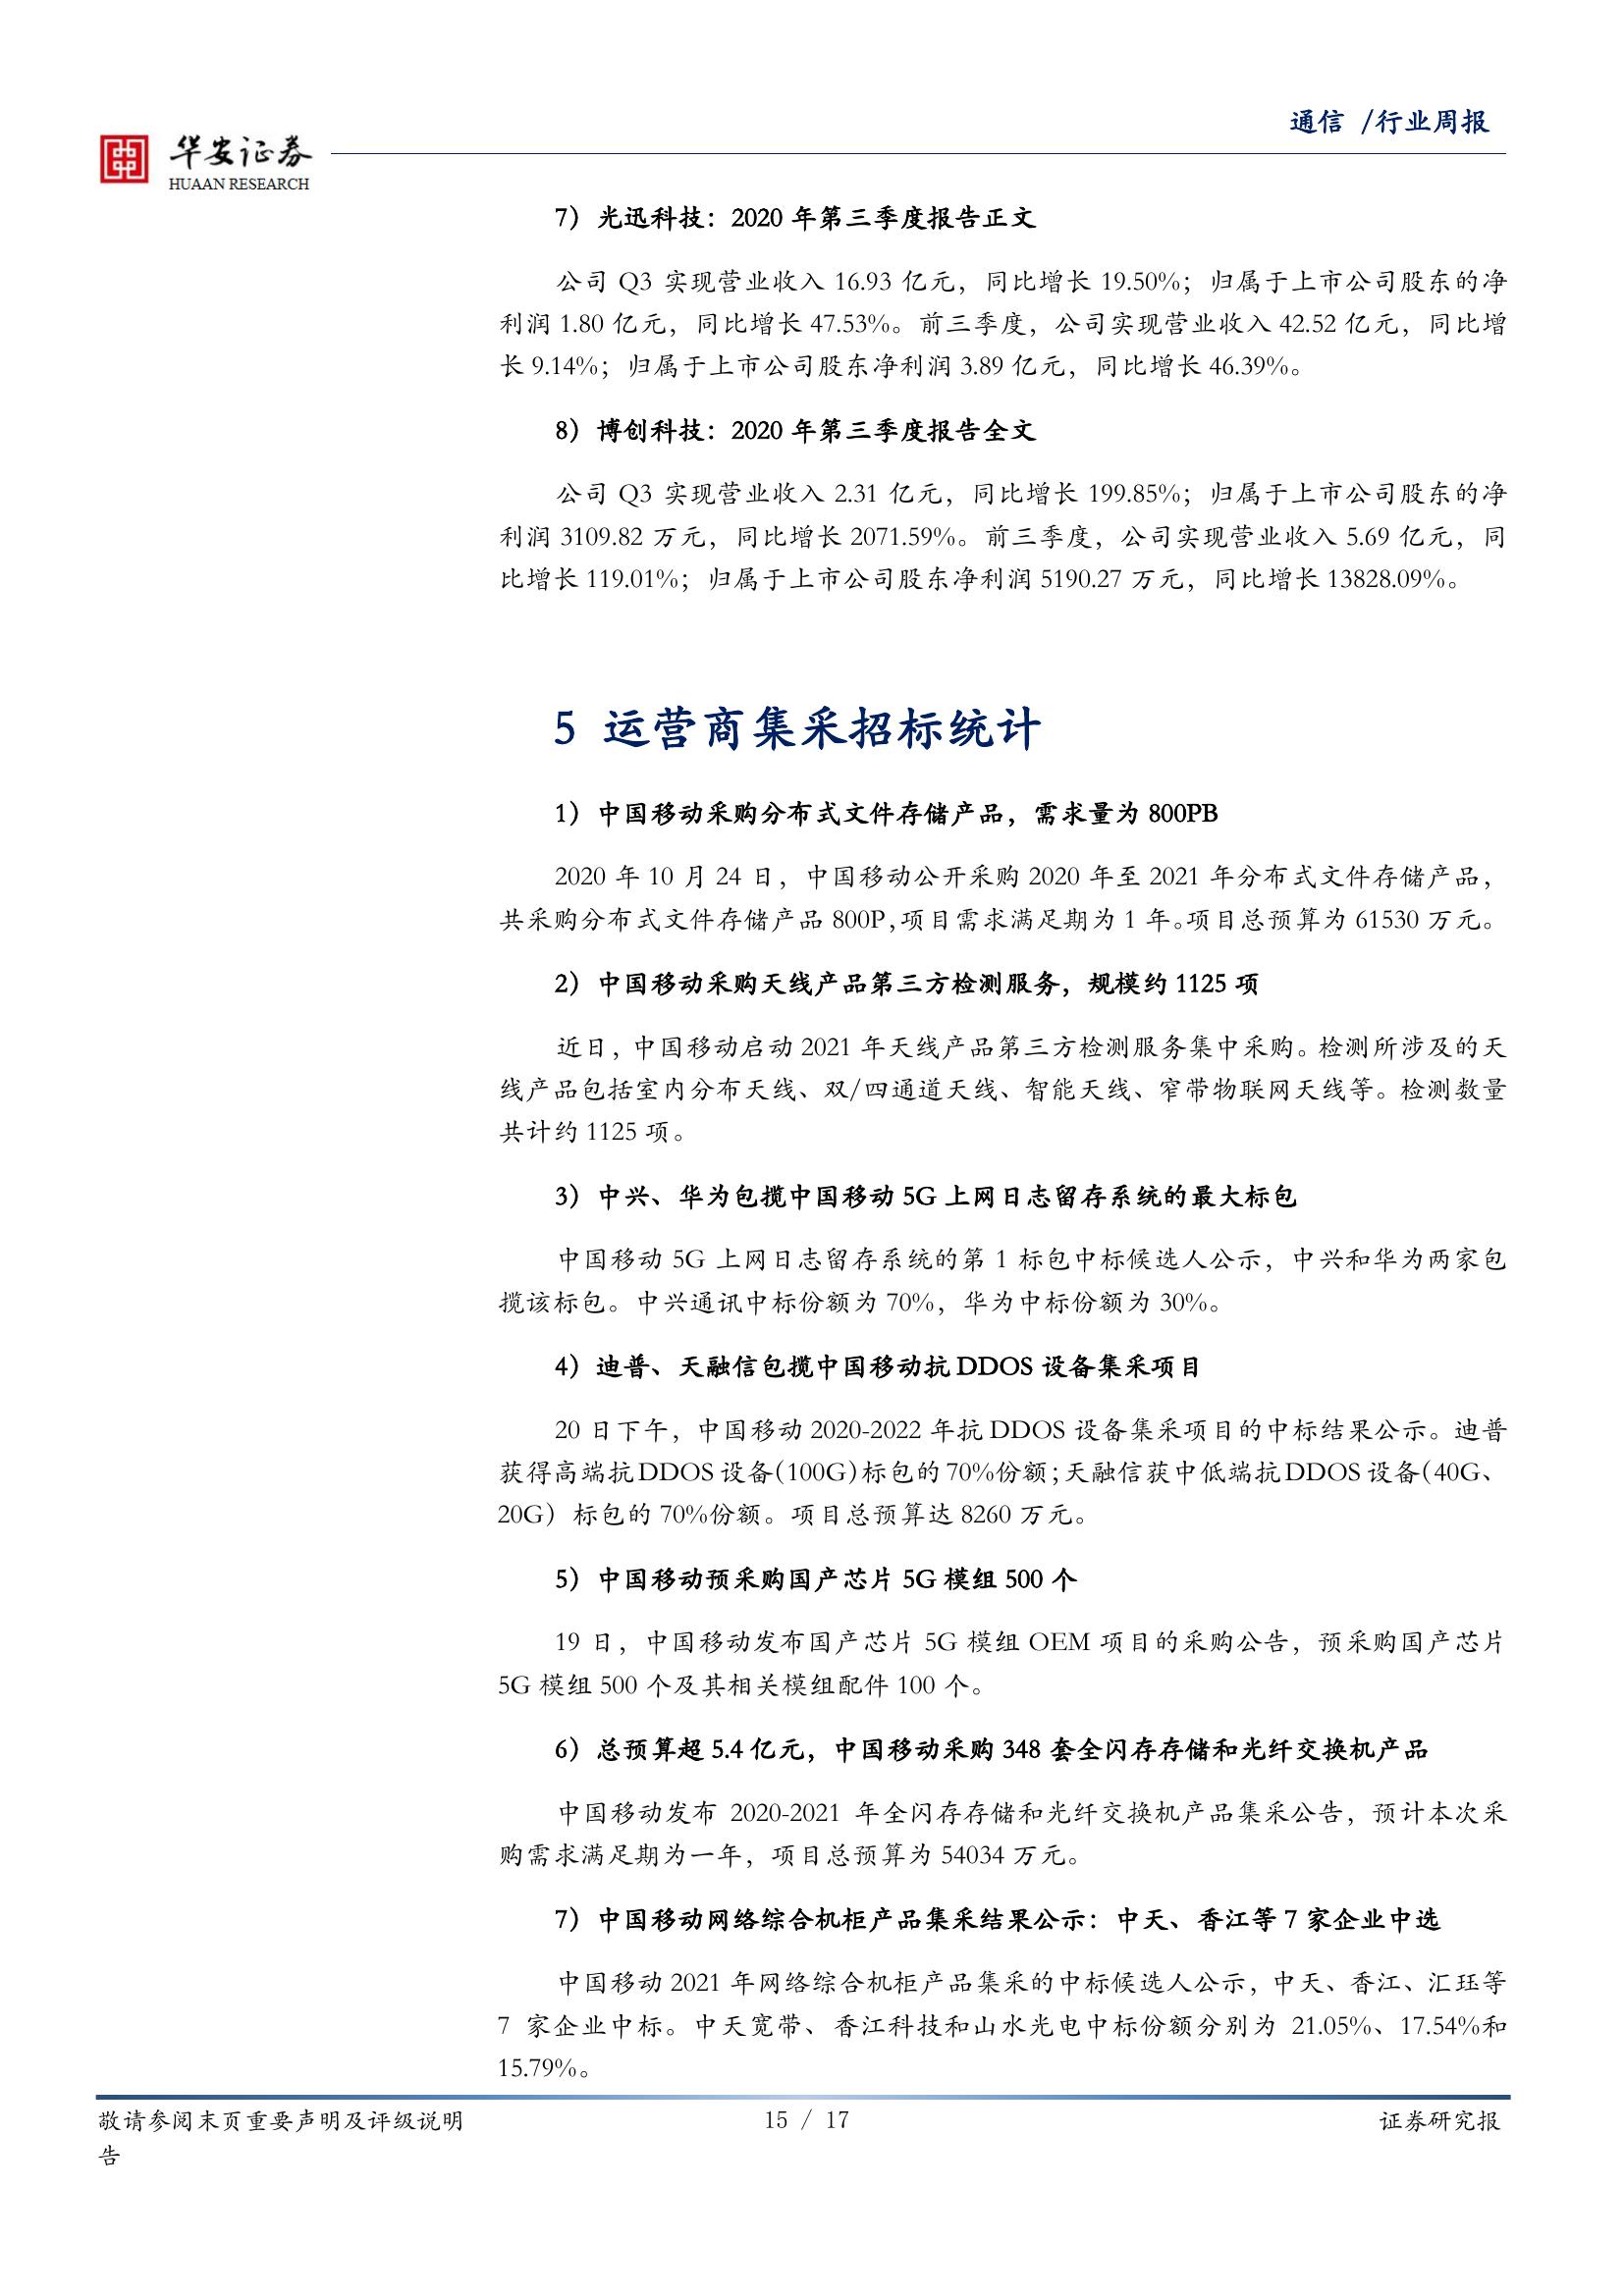 通信 /行业周报
华安证券
HUAAN RESEARCH
7）光迅科技：2020 年第三季度报告正文
公司 Q3 实现营业收入 16.93 亿元，同比增长 19.50%；归属于上市公司股东的净
利润 1.80 亿元，同比增长 47.53%。前三季度，公司实现营业收入 42.52 亿元，同比增
长 9.14%；归属于上市公司股东净利润 3.89 亿元，同比增长 46.39%。
8）博创科技：2020 年第三季度报告全文
公司 Q3 实现营业收入 2.31 亿元，同比增长 199.85%；归属于上市公司股东的净
利润 3109.82 万元，同比增长 2071.59%。前三季度，公司实现营业收入 5.69 亿元，同
比增长 119.01%；归属于上市公司股东净利润 5190.27 万元，同比增长 13828.09%。
5 运营商集采招标统计
1）中国移动采购分布式文件存储产品，需求量为 800PB
2020 年 10 月 24 日，中国移动公开采购 2020 年至 2021 年分布式文件存储产品，
共采购分布式文件存储产品 800P，项目需求满足期为 1 年。项目总预算为 61530 万元。
2）中国移动采购天线产品第三方检测服务，规模约 1125 项
近日，中国移动启动 2021 年天线产品第三方检测服务集中采购。检测所涉及的天
线产品包括室内分布天线、双/四通道天线、智能天线、窄带物联网天线等。检测数量
共计约 1125 项。
3）中兴、华为包揽中国移动 5G 上网日志留存系统的最大标包
中国移动 5G 上网日志留存系统的第 1 标包中标候选人公示，中兴和华为两家包
揽该标包。中兴通讯中标份额为 70%，华为中标份额为 30%。
4）迪普、天融信包揽中国移动抗 DDOS 设备集采项目
20 日下午，中国移动 2020-2022 年抗 DDOS 设备集采项目的中标结果公示。迪普
获得高端抗 DDOS 设备（100G）标包的 70%份额；天融信获中低端抗 DDOS 设备（40G、
20G）标包的 70%份额。项目总预算达 8260 万元。
5）中国移动预采购国产芯片 5G 模组 500 个
19 日，中国移动发布国产芯片 5G 模组 OEM 项目的采购公告，预采购国产芯片
5G 模组 500 个及其相关模组配件 100 个。
6）总预算超 5.4 亿元，中国移动采购 348 套全闪存存储和光纤交换机产品
中国移动发布 2020-2021 年全闪存存储和光纤交换机产品集采公告，预计本次采
购需求满足期为一年，项目总预算为 54034 万元。
7）中国移动网络综合机柜产品集采结果公示：中天、香江等 7 家企业中选
中国移动 2021 年网络综合机柜产品集采的中标候选人公示，中天、香江、汇珏等
7 家企业中标。中天宽带、香江科技和山水光电中标份额分别为 21.05%、17.54%和
15.79%。
敬请参阅末页重要声明及评级说明 15 / 17 证券研究报
告